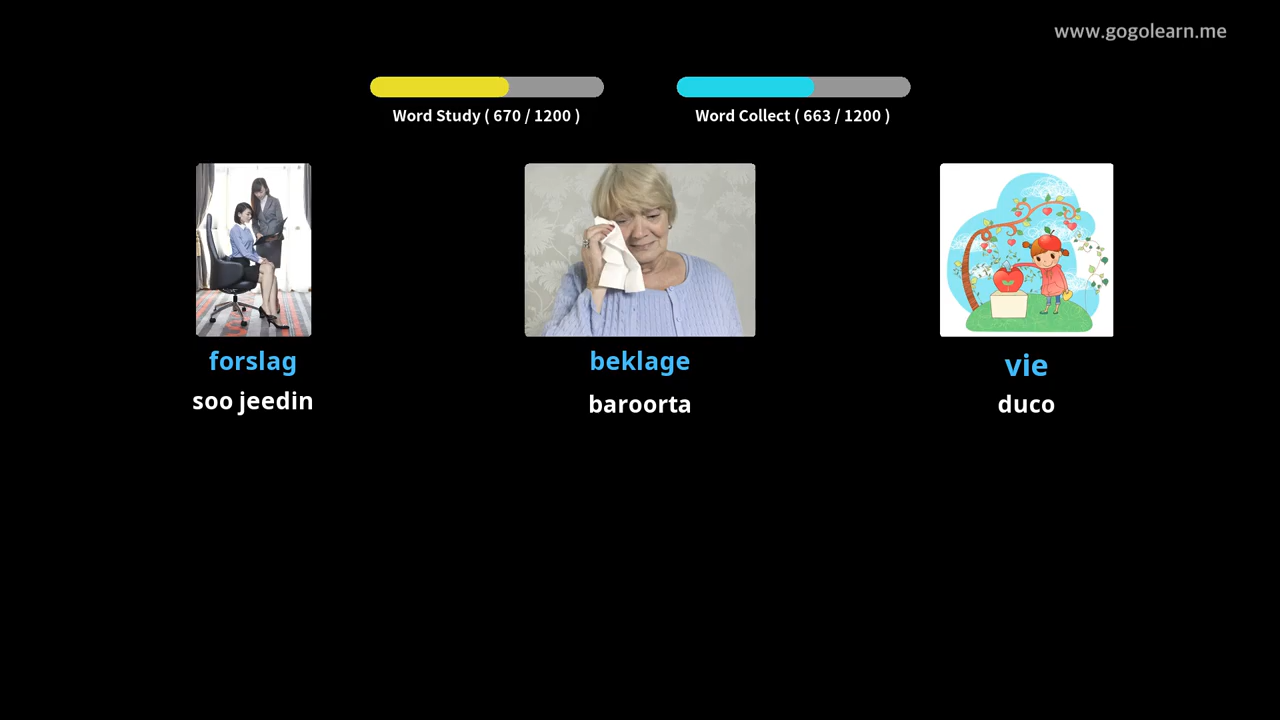 www.gogolearn.me
Word Study ( 670 / 1200 )
Word Collect ( 663 / 1200 )
forslag
beklage
vie
soo jeedin
baroorta
duco